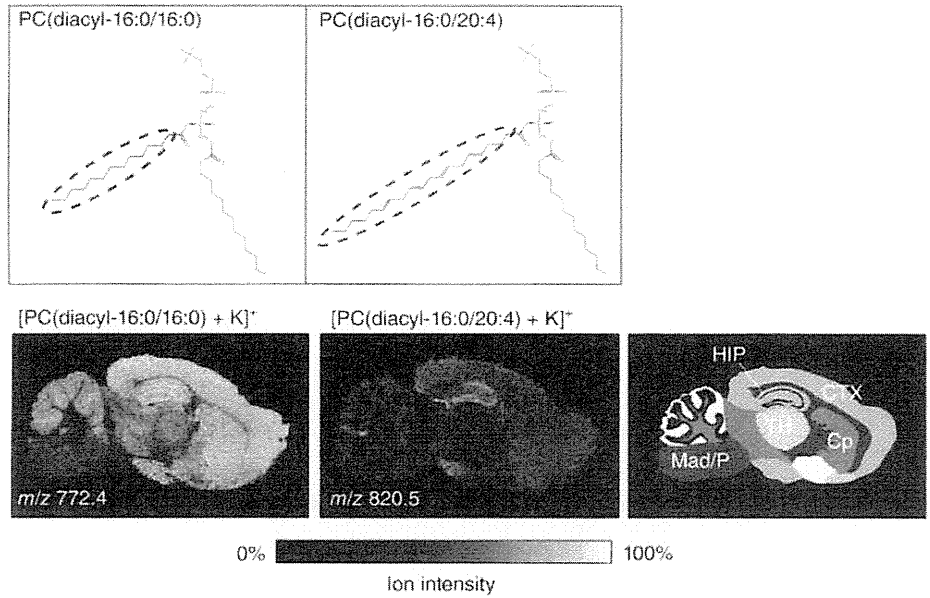 PC(diacyl-16:0/16:0)
PC(diacyl-16:0/20:4)
[PC(diacyl-16:0/16:0) + K]⁺
[PC(diacyl-16:0/20:4) + K]⁺
HIP
Cp
Mad/P
m/z 772.4
m/z 820.5
0%
100%
Ion intensity